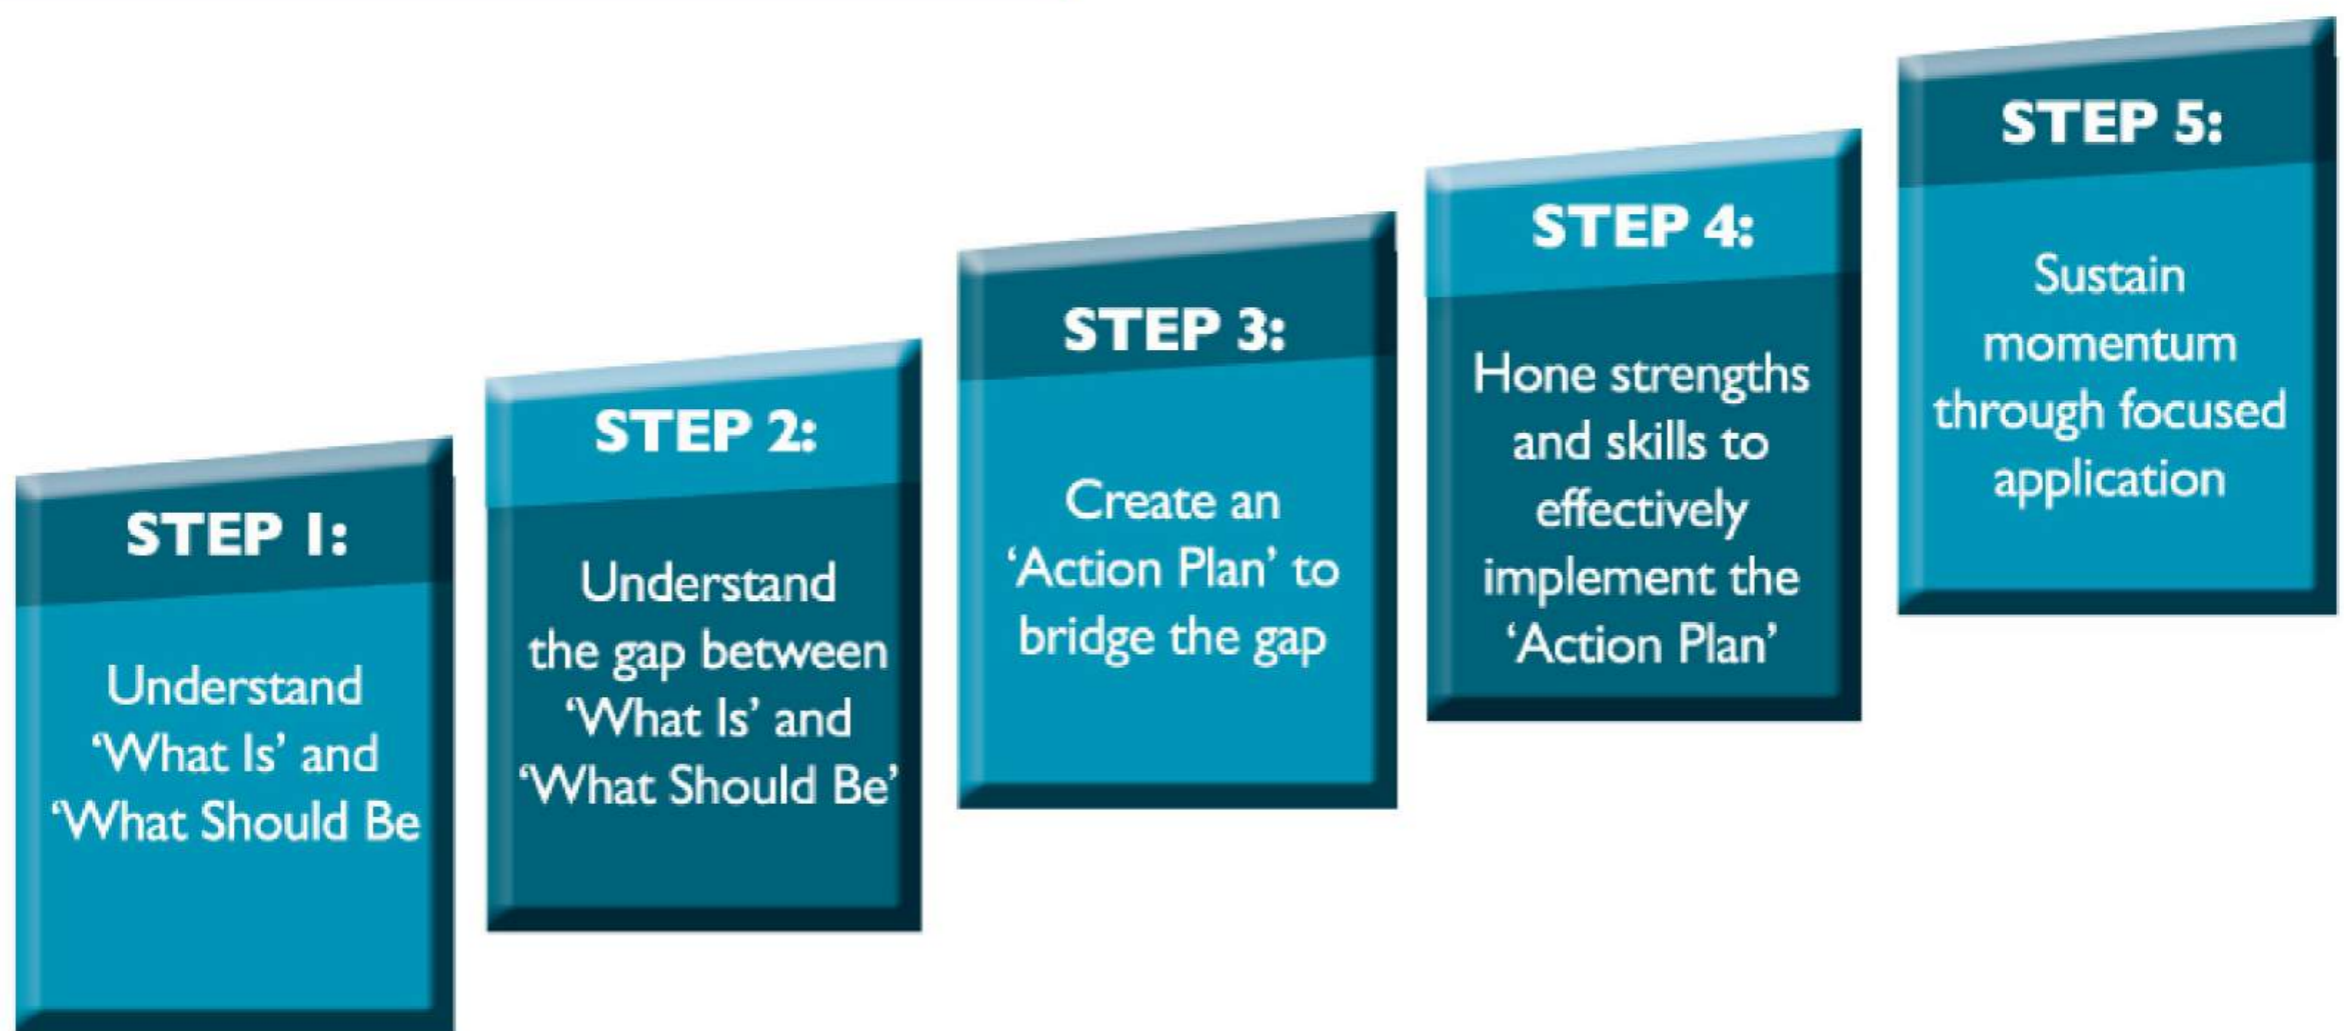 STEP 1:
Understand
‘What Is’ and
‘What Should Be
STEP 2:
Understand
the gap between
‘What Is’ and
‘What Should Be’
STEP 3:
Create an
‘Action Plan’ to
bridge the gap
STEP 4:
Hone strengths
and skills to
effectively
implement the
‘Action Plan’
STEP 5:
Sustain
momentum
through focused
application